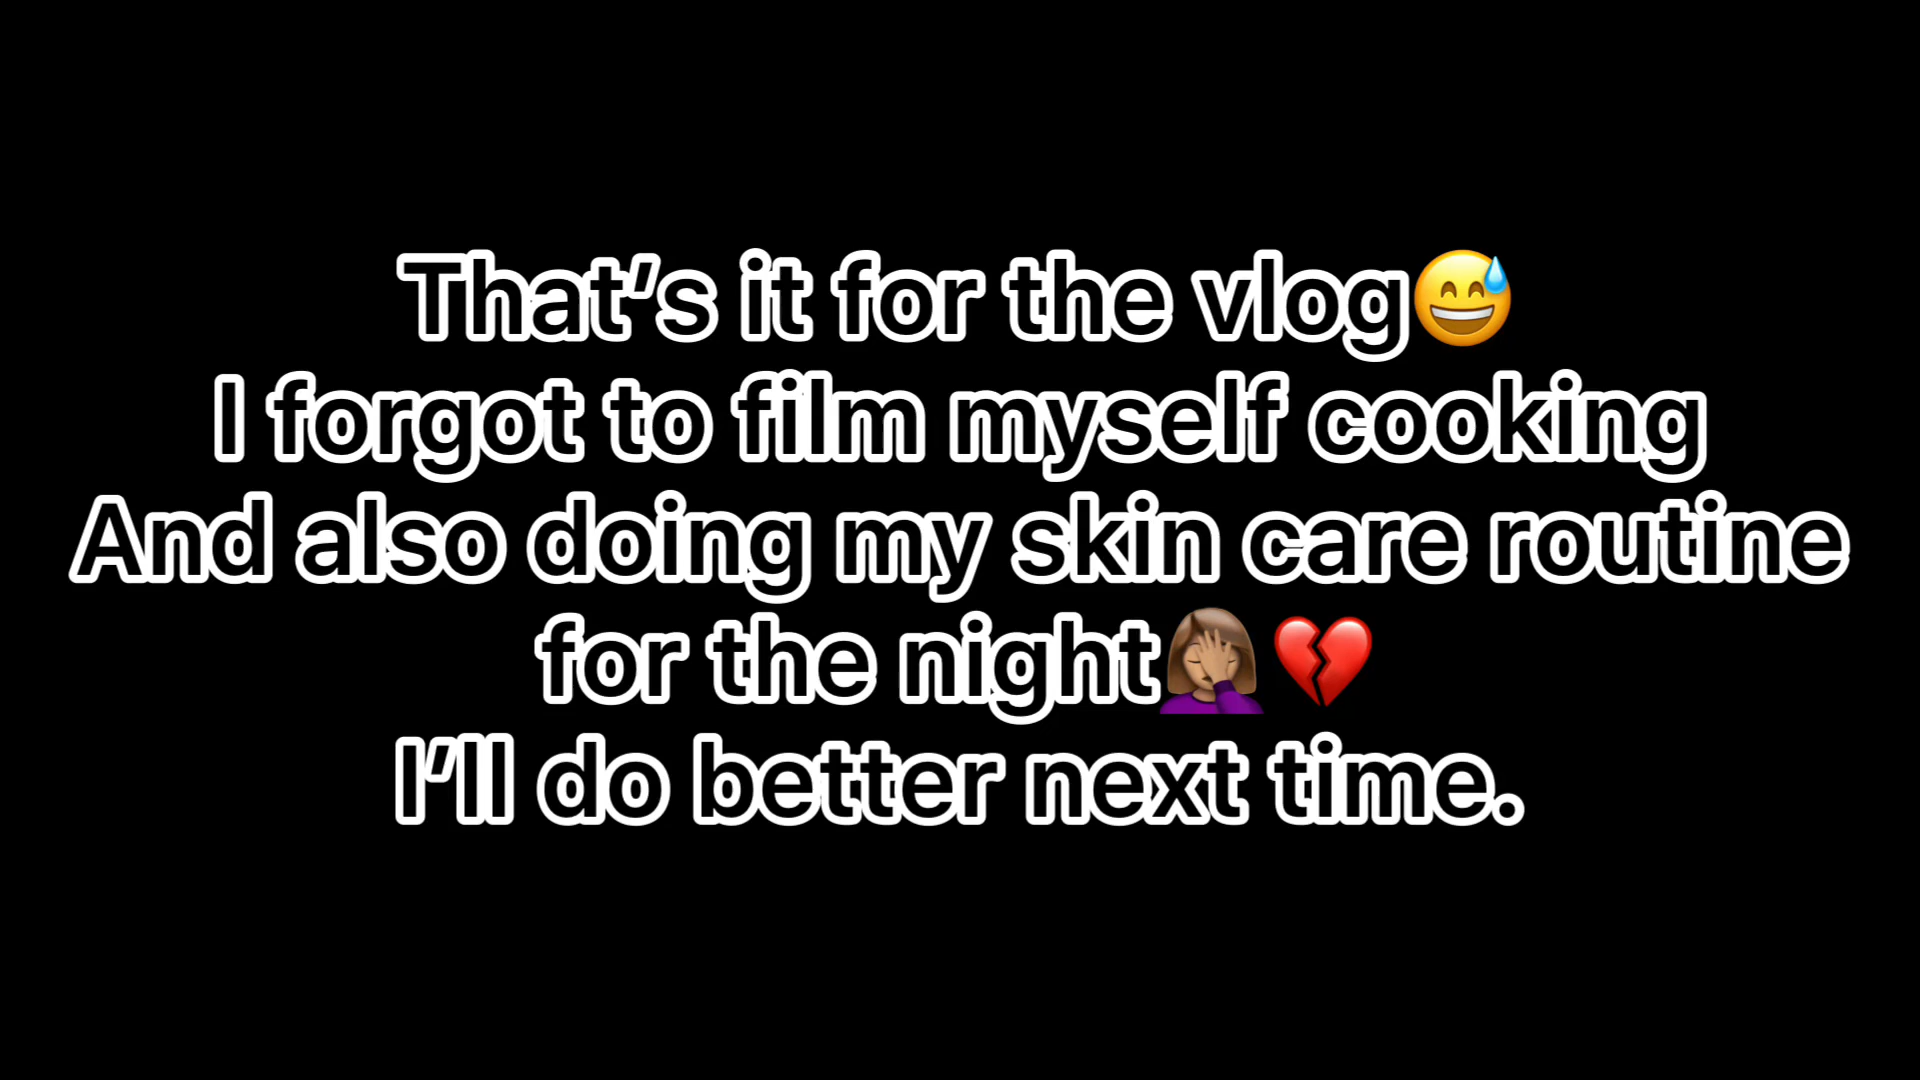 That's it for the vlog😅
I forgot to film myself cooking
And also doing my skin care routine
for the night🤦🏽‍♀️💔
I'll do better next time.